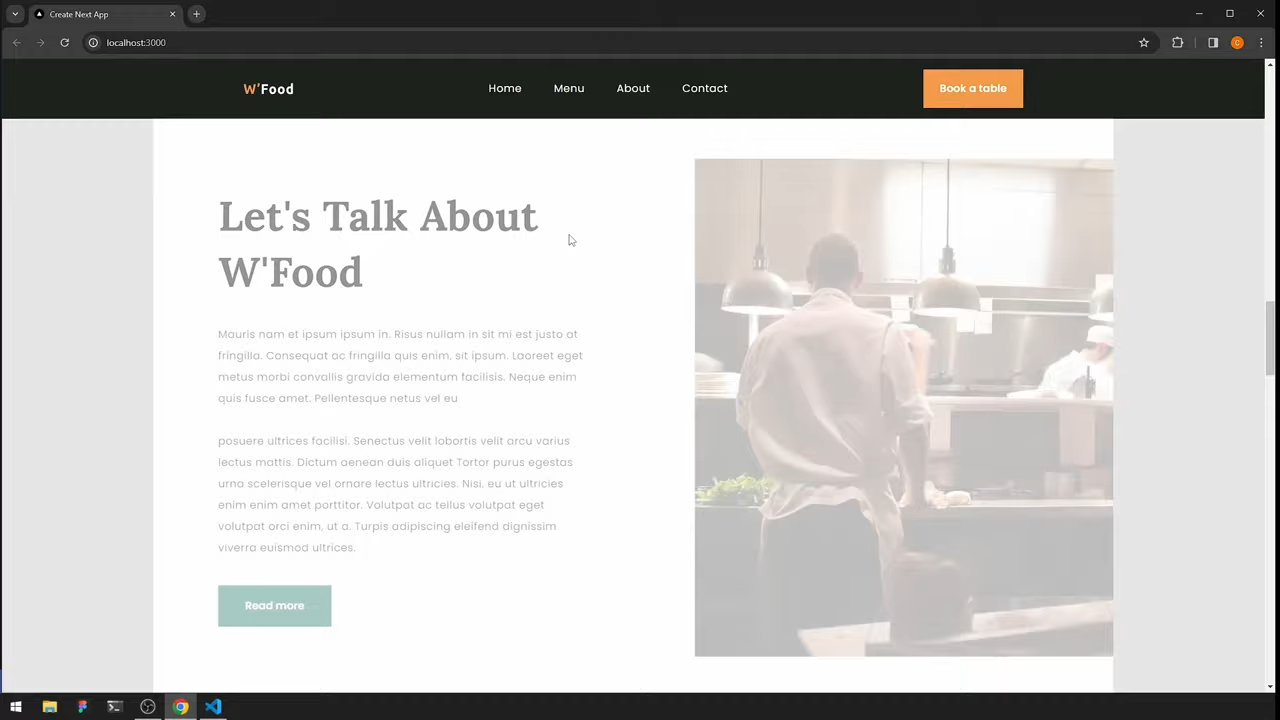 Create Next App
localhost:3000
C
W'Food
Home
Menu
About
Contact
Book a table
Let's Talk About
W'Food
Mauris nam et ipsum ipsum in. Risus nullam in sit mi est justo at
fringilla. Consequat ac fringilla quis enim, sit ipsum. Laoreet eget
metus morbi convallis gravida elementum facilisis. Neque enim
quis fusce amet. Pellentesque netus vel eu
posuere ultrices facilisi. Senectus velit lobortis velit arcu varius
lectus mattis. Dictum aenean duis aliquet Tortor purus egestas
urna scelerisque vel ornare lectus ultricies. Nisi, eu ut ultricies
enim enim amet porttitor. Volutpat ac tellus volutpat eget
volutpat orci enim, ut a. Turpis adipiscing eleifend dignissim
viverra euismod ultrices.
Read more